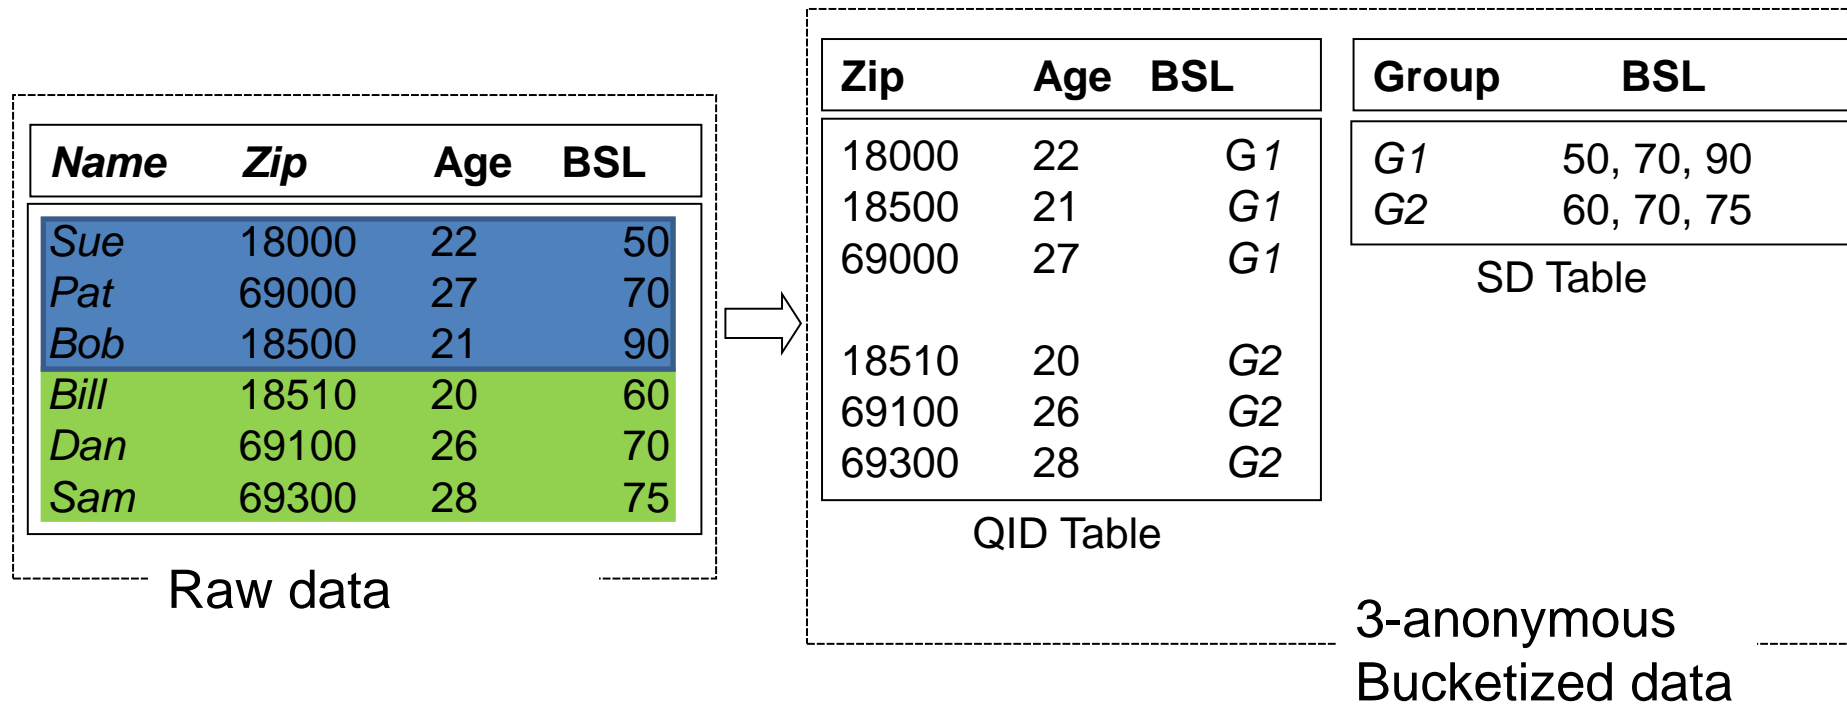 Name Zip Age BSL
Sue 18000 22 50
Pat 69000 27 70
Bob 18500 21 90
Bill 18510 20 60
Dan 69100 26 70
Sam 69300 28 75
Raw data
Zip Age BSL
18000 22 G1
18500 21 G1
69000 27 G1
18510 20 G2
69100 26 G2
69300 28 G2
QID Table
Group BSL
G1 50, 70, 90
G2 60, 70, 75
SD Table
3-anonymous
Bucketized data